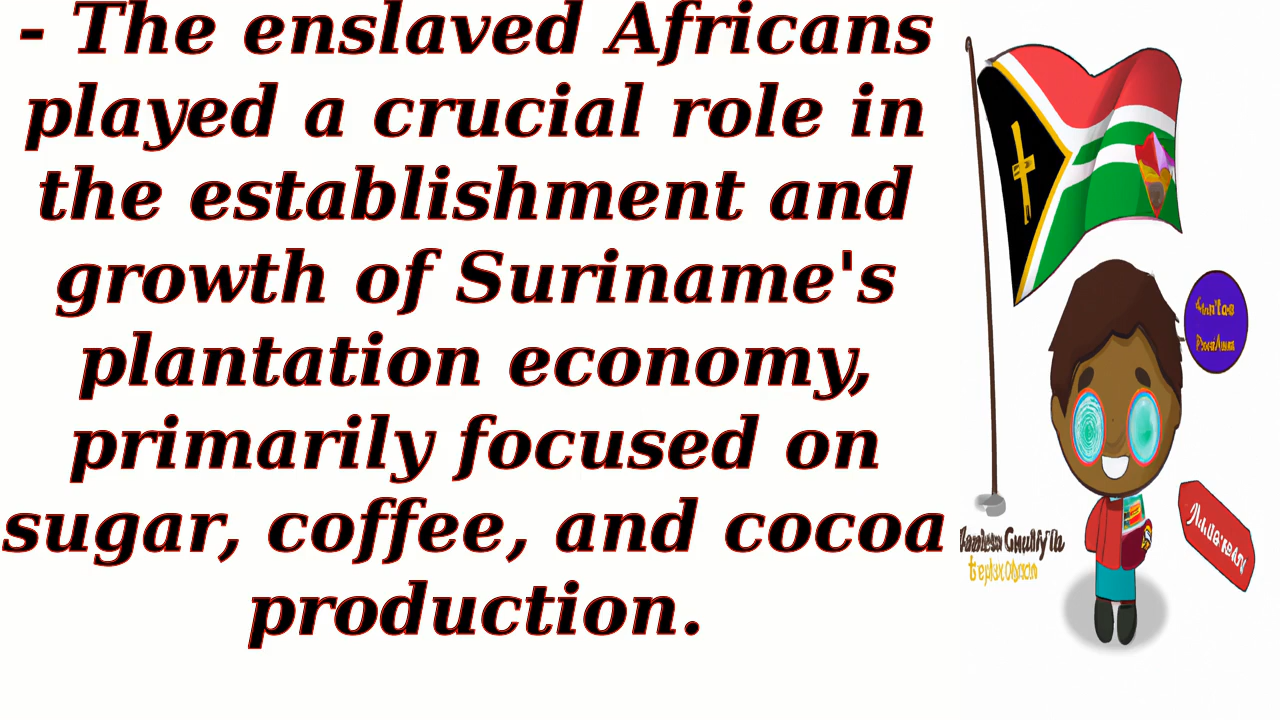 - The enslaved Africans
played a crucial role in
the establishment and
growth of Suriname's
plantation economy,
primarily focused on
sugar, coffee, and cocoa
production.